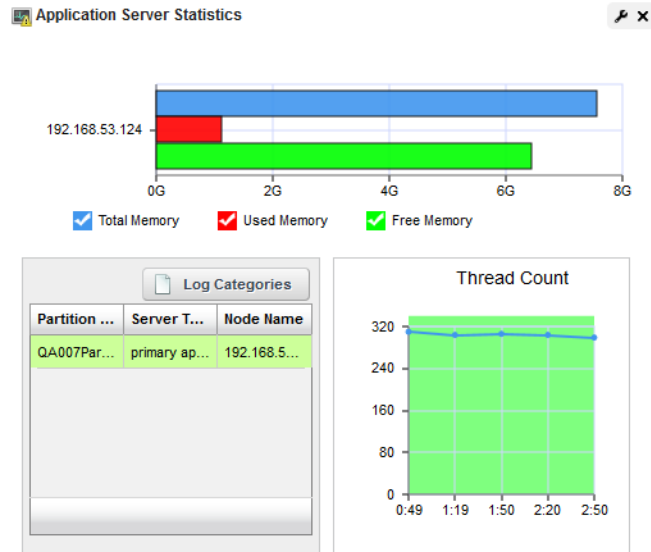 Application Server Statistics
192.168.53.124
0G 2G 4G 6G 8G
Total Memory Used Memory Free Memory
Log Categories
Partition ... Server T... Node Name
QA007Par... primary ap... 192.168.5...
Thread Count
320
240
160
80
0
0:49 1:19 1:50 2:20 2:50